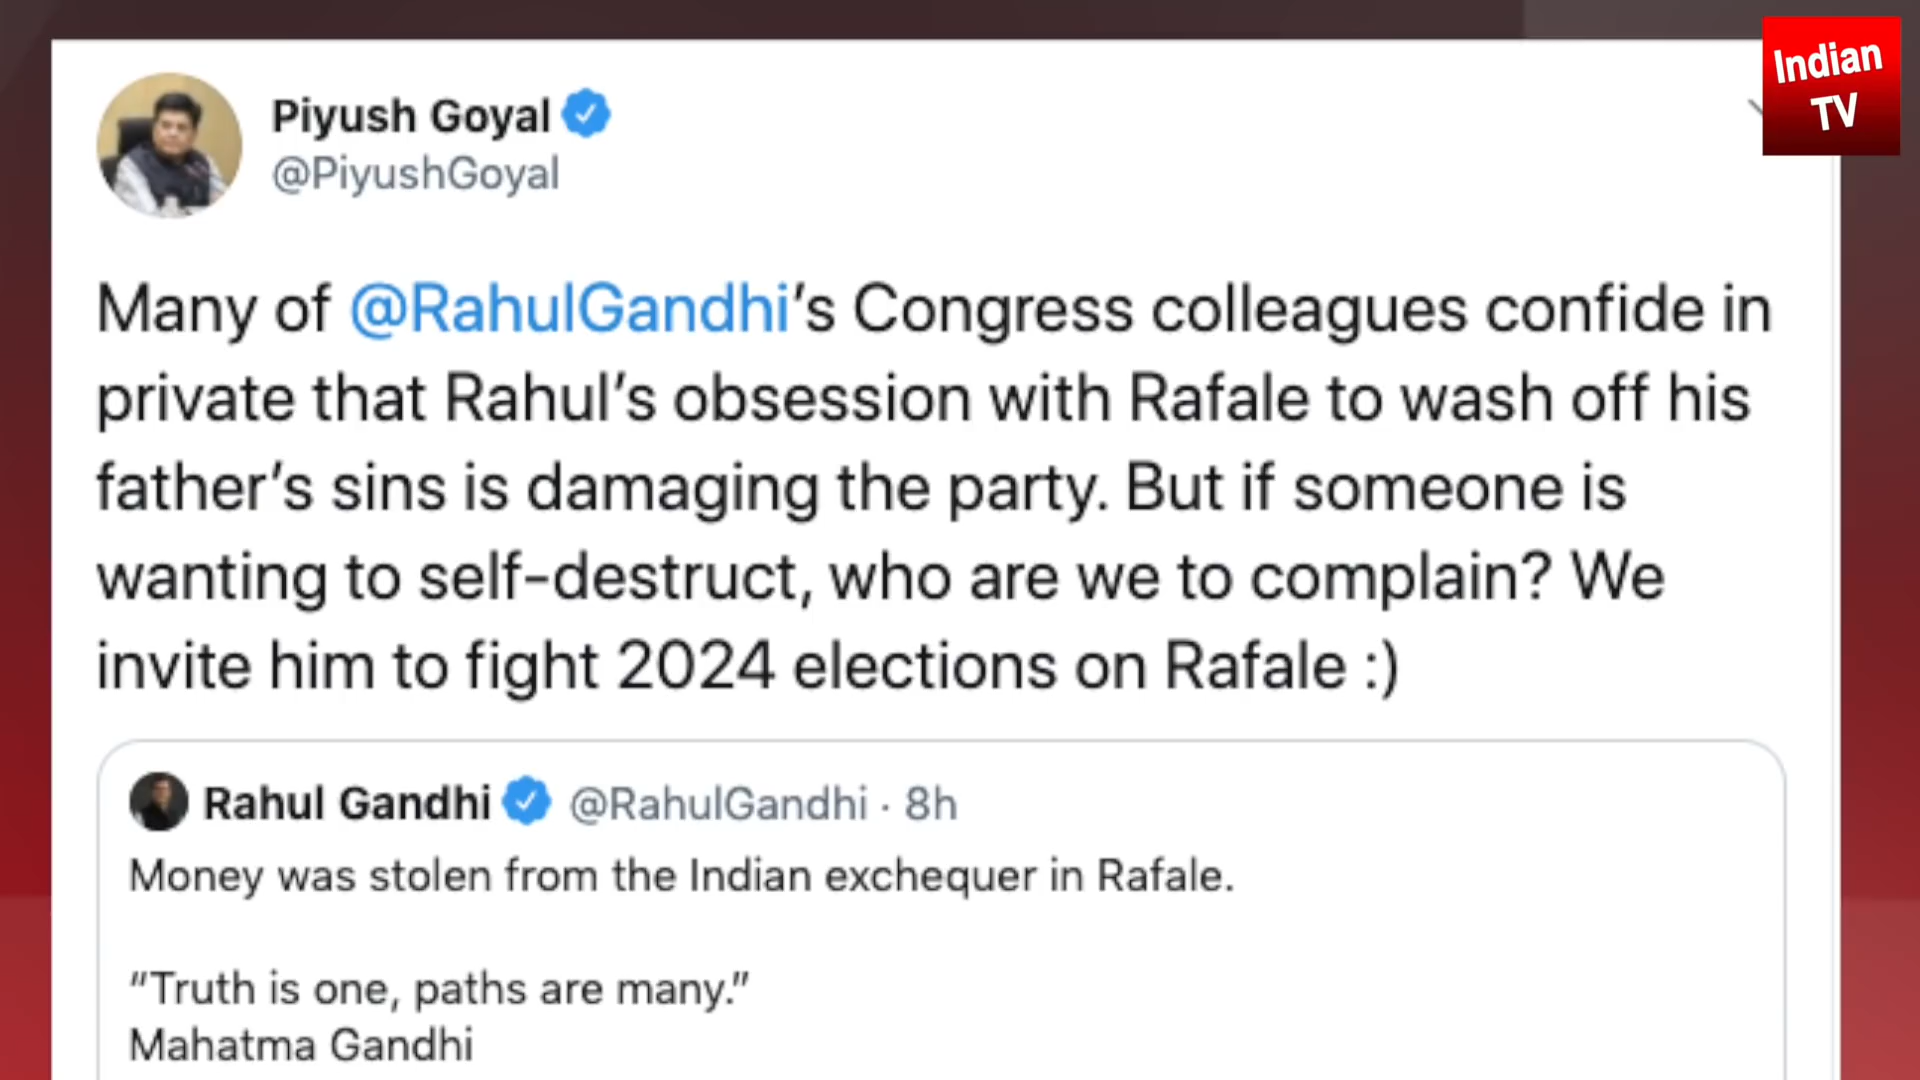 Indian
TV
Piyush Goyal
@PiyushGoyal
Many of @RahulGandhi’s Congress colleagues confide in
private that Rahul’s obsession with Rafale to wash off his
father’s sins is damaging the party. But if someone is
wanting to self-destruct, who are we to complain? We
invite him to fight 2024 elections on Rafale :)
Rahul Gandhi @RahulGandhi · 8h
Money was stolen from the Indian exchequer in Rafale.
“Truth is one, paths are many.”
Mahatma Gandhi